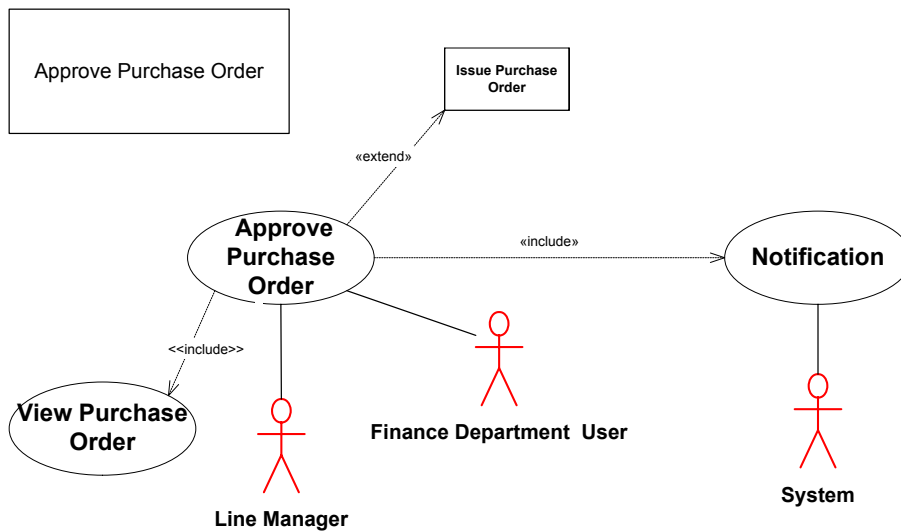 Approve Purchase Order
Issue Purchase
Order
«extend»
Approve
Purchase
Order
«include»
Notification
<<include>>
View Purchase
Order
Finance Department User
Line Manager
System